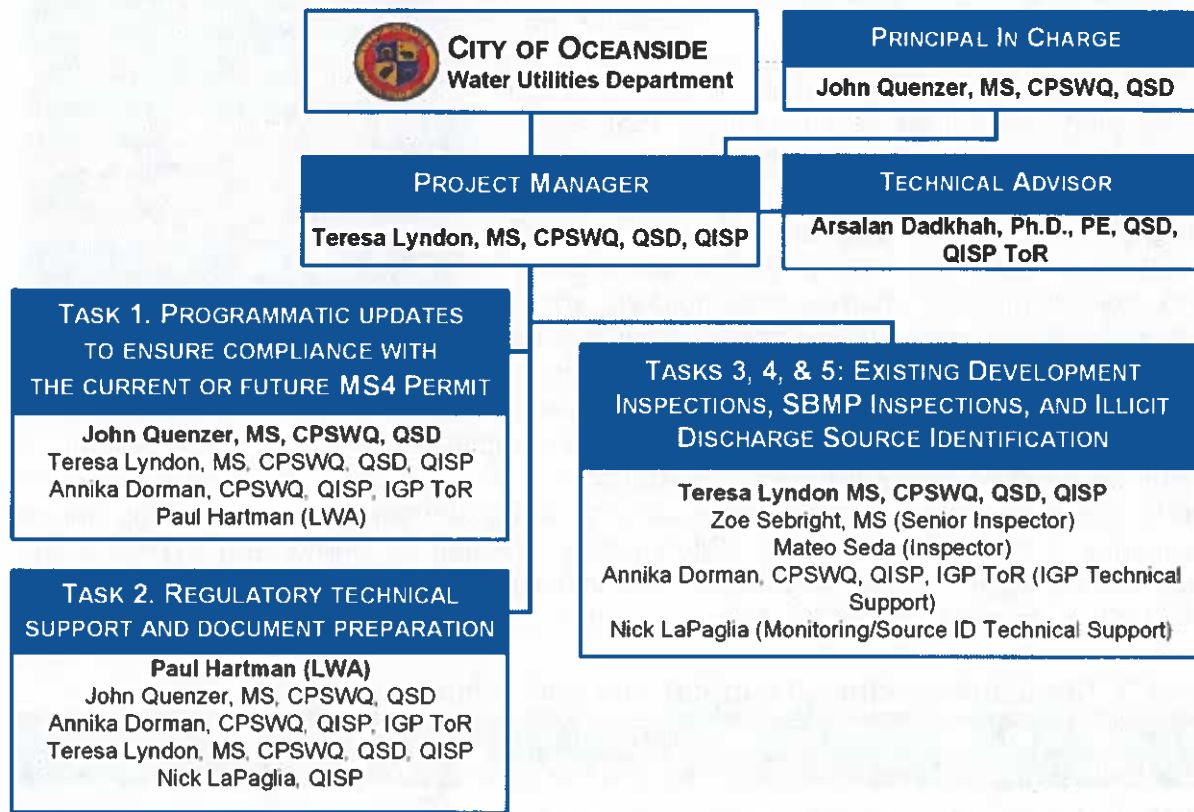 CITY OF OCEANSIDE
Water Utilities Department
PRINCIPAL IN CHARGE
John Quenzer, MS, CPSWQ, QSD
PROJECT MANAGER
Teresa Lyndon, MS, CPSWQ, QSD, QISP
TECHNICAL ADVISOR
Arsalan Dadkhah, Ph.D., PE, QSD,
QISP ToR
TASK 1. PROGRAMMATIC UPDATES
TO ENSURE COMPLIANCE WITH
THE CURRENT OR FUTURE MS4 PERMIT
John Quenzer, MS, CPSWQ, QSD
Teresa Lyndon, MS, CPSWQ, QSD, QISP
Annika Dorman, CPSWQ, QISP, IGP ToR
Paul Hartman (LWA)
TASK 2. REGULATORY TECHNICAL
SUPPORT AND DOCUMENT PREPARATION
Paul Hartman (LWA)
John Quenzer, MS, CPSWQ, QSD
Annika Dorman, CPSWQ, QISP, IGP ToR
Teresa Lyndon, MS, CPSWQ, QSD, QISP
Nick LaPaglia, QISP
TASKS 3, 4, & 5: EXISTING DEVELOPMENT
INSPECTIONS, SBMP INSPECTIONS, AND ILLICIT
DISCHARGE SOURCE IDENTIFICATION
Teresa Lyndon MS, CPSWQ, QSD, QISP
Zoe Sebright, MS (Senior Inspector)
Mateo Seda (Inspector)
Annika Dorman, CPSWQ, QISP, IGP ToR (IGP Technical
Support)
Nick LaPaglia (Monitoring/Source ID Technical Support)